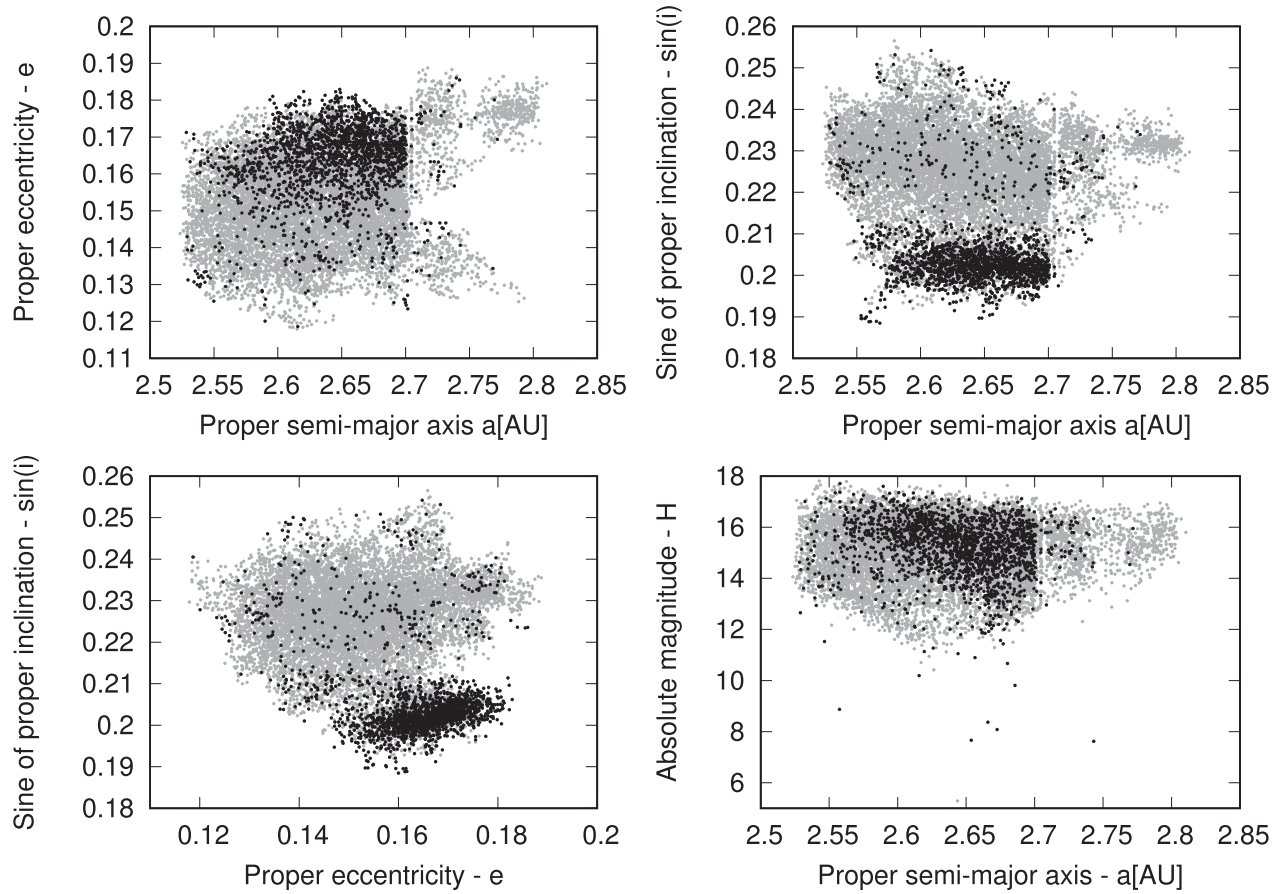 Proper eccentricity - e
0.2
0.19
0.18
0.17
0.16
0.15
0.14
0.13
0.12
0.11
2.5 2.55 2.6 2.65 2.7 2.75 2.8 2.85
Proper semi-major axis a[AU]
Sine of proper inclination - sin(i)
0.26
0.25
0.24
0.23
0.22
0.21
0.2
0.19
0.18
2.5 2.55 2.6 2.65 2.7 2.75 2.8 2.85
Proper semi-major axis a[AU]
Sine of proper inclination - sin(i)
0.26
0.25
0.24
0.23
0.22
0.21
0.2
0.19
0.18
0.12 0.14 0.16 0.18 0.2
Proper eccentricity - e
Absolute magnitude - H
18
16
14
12
10
8
6
2.5 2.55 2.6 2.65 2.7 2.75 2.8 2.85
Proper semi-major axis - a[AU]